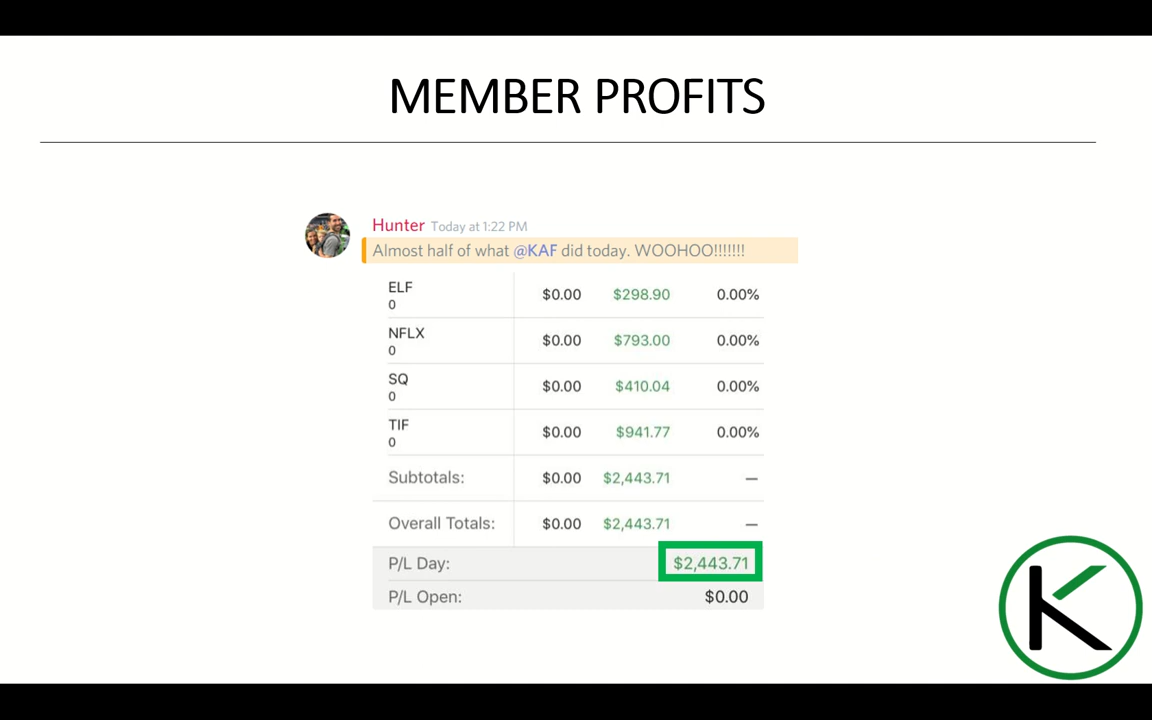 MEMBER PROFITS
Hunter Today at 1:22 PM
Almost half of what @KAF did today. WOOHOO!!!!!!!
ELF
0
$0.00 $298.90 0.00%
NFLX
0
$0.00 $793.00 0.00%
SQ
0
$0.00 $410.04 0.00%
TIF
0
$0.00 $941.77 0.00%
Subtotals: $0.00 $2,443.71 —
Overall Totals: $0.00 $2,443.71 —
P/L Day: $2,443.71
P/L Open: $0.00
K